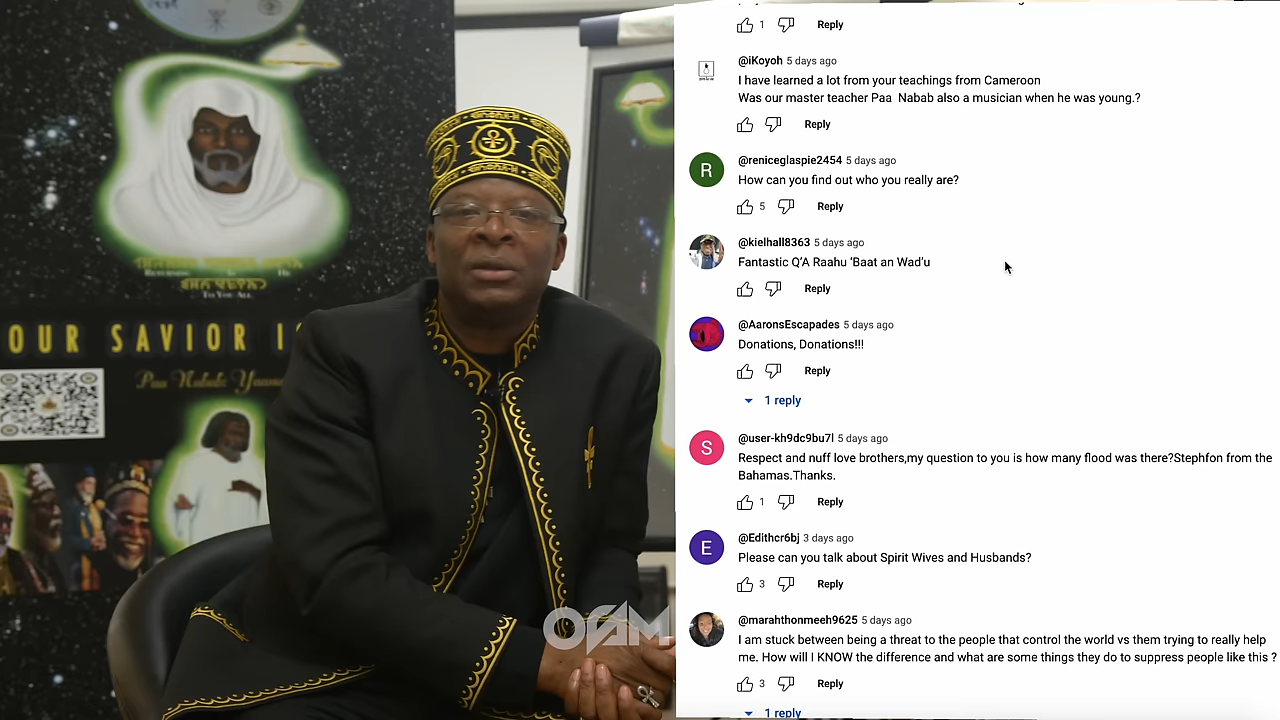 1 Reply
@iKoyoh 5 days ago
I have learned a lot from your teachings from Cameroon
Was our master teacher Paa Nabab also a musician when he was young.?
Reply
R
@reniceglaspie2454 5 days ago
How can you find out who you really are?
5 Reply
@kielhall8363 5 days ago
Fantastic Q'A Raahu 'Baat an Wad'u
Reply
@AaronsEscapades 5 days ago
Donations, Donations!!!
Reply
1 reply
S
@user-kh9dc9bu7l 5 days ago
Respect and nuff love brothers,my question to you is how many flood was there?Stephfon from the
Bahamas.Thanks.
1 Reply
E
@Edithcr6bj 3 days ago
Please can you talk about Spirit Wives and Husbands?
3 Reply
@marahthonmeeh9625 5 days ago
I am stuck between being a threat to the people that control the world vs them trying to really help
me. How will I KNOW the difference and what are some things they do to suppress people like this ?
3 Reply
1 reply
To You All
OUR SAVIOR